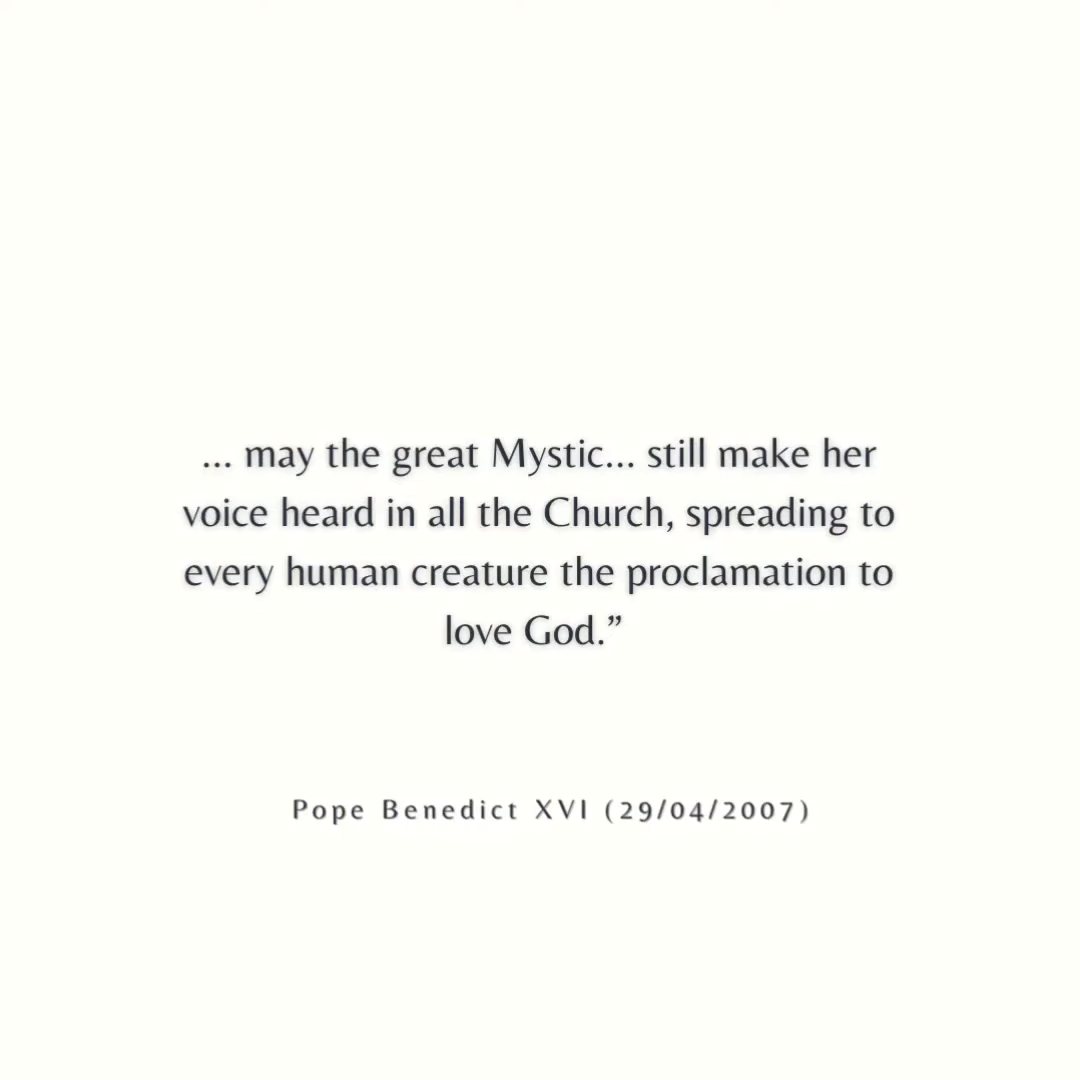 ... may the great Mystic... still make her
voice heard in all the Church, spreading to
every human creature the proclamation to
love God.”
Pope Benedict XVI (29/04/2007)